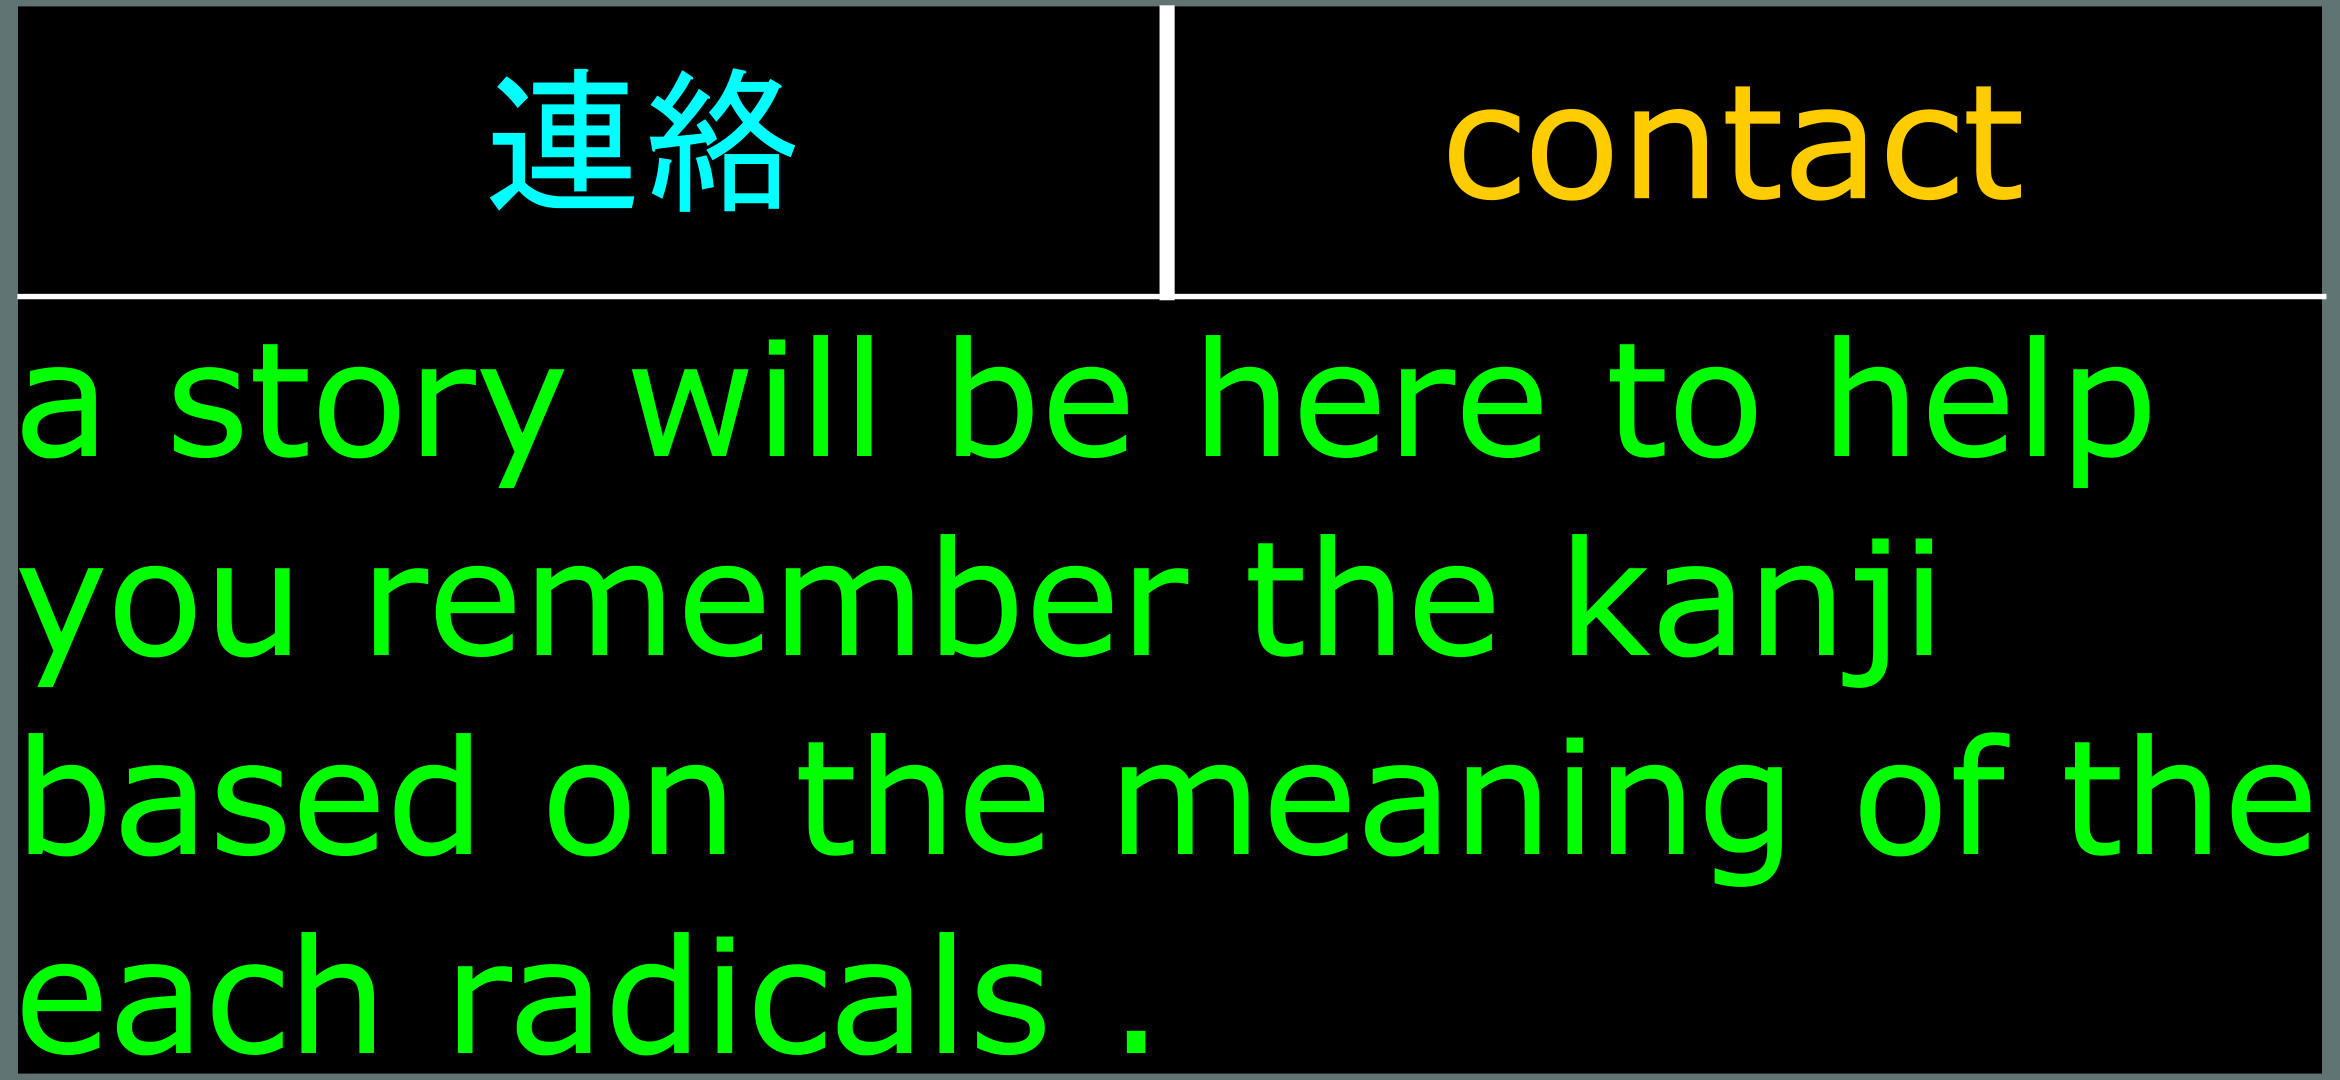 連絡
contact
a story will be here to help
you remember the kanji
based on the meaning of the
each radicals .